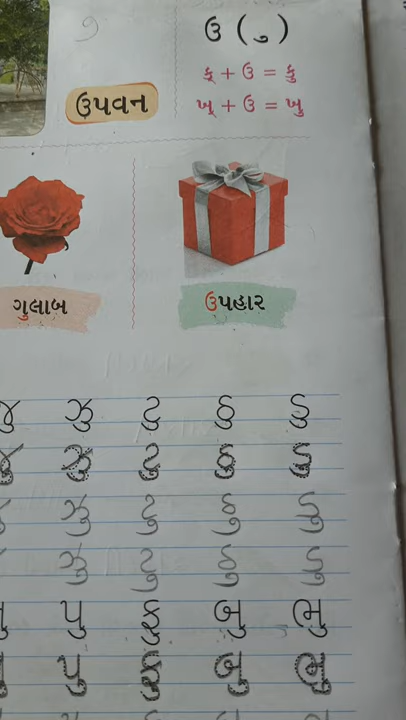 ઉ ( ુ )
ક્ + ઉ = કુ
ખ્ + ઉ = ખુ
ઉપવન
ગુલાબ
ઉપહાર
ઝુ ટુ ઠુ ડુ
ઝુ ટુ ઠુ ડુ
ઝુ ટુ ઠુ ડુ
ઝુ ટુ ઠુ ડુ
પુ ફુ બુ ભુ
પુ ફુ બુ ભુ